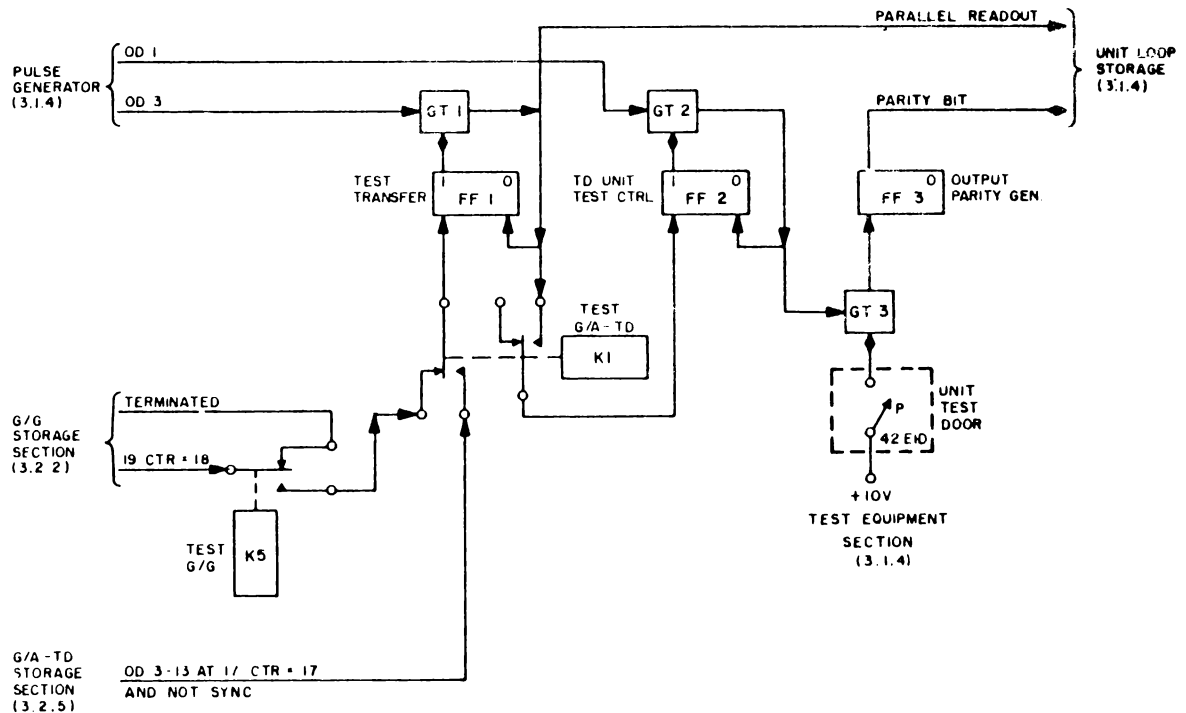 PARALLEL READOUT
OD 1
PULSE
GENERATOR
(3.1.4)
UNIT LOOP
STORAGE
(3.1.4)
OD 3
GT 1
GT 2
PARITY BIT
TEST
TRANSFER
1 0
FF 1
TD UNIT
TEST CTRL
1 0
FF 2
0
FF 3
OUTPUT
PARITY GEN.
GT 3
TEST
G/A-TD
K1
UNIT
TEST
DOOR
P
42 E1D
+10V
TEST EQUIPMENT
SECTION
(3.1.4)
G/G
STORAGE
SECTION
(3.2 2)
TERMINATED
19 CTR = 18
TEST
G/G
K5
G/A-TD
STORAGE
SECTION
(3.2.5)
OD 3-13 AT 1/ CTR = 17
AND NOT SYNC